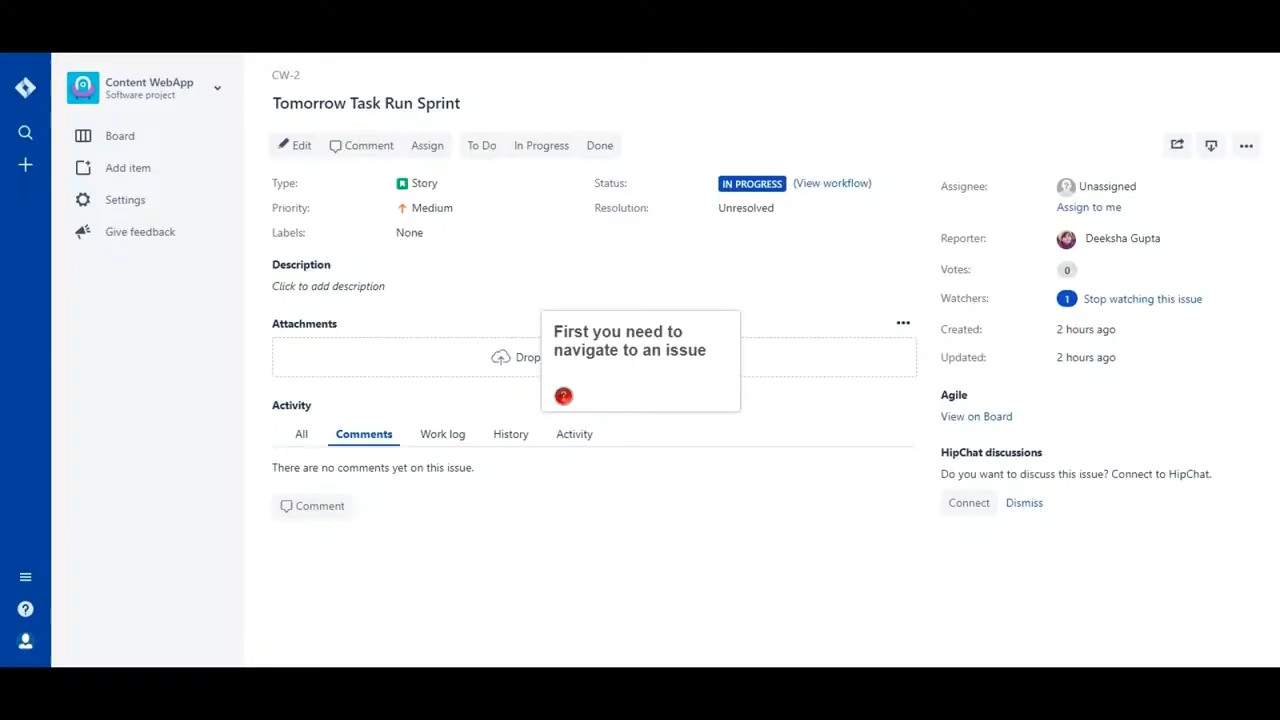 Content WebApp
Software project
Board
Add item
Settings
Give feedback
CW-2
Tomorrow Task Run Sprint
Edit Comment Assign To Do In Progress Done
Type: Story
Priority: Medium
Labels: None
Status: IN PROGRESS (View workflow)
Resolution: Unresolved
Description
Click to add description
Attachments
Drop
First you need to
navigate to an issue
?
Activity
All Comments Work log History Activity
There are no comments yet on this issue.
Comment
Assignee: Unassigned
Assign to me
Reporter: Deeksha Gupta
Votes: 0
Watchers: 1 Stop watching this issue
Created: 2 hours ago
Updated: 2 hours ago
Agile
View on Board
HipChat discussions
Do you want to discuss this issue? Connect to HipChat.
Connect Dismiss